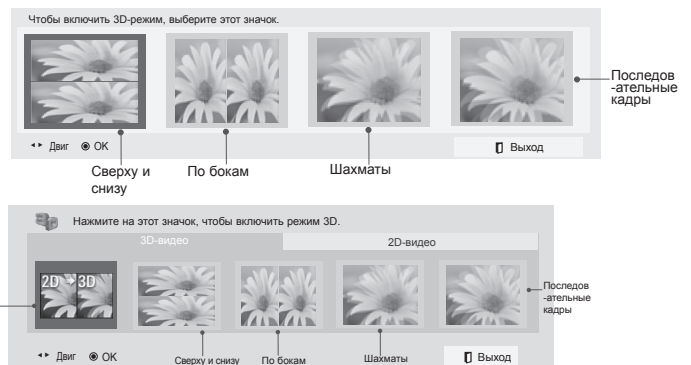 Чтобы включить 3D-режим, выберите этот значок.
Последов
-ательные
кадры
Двиг OK
Выход
Сверху и
снизу
По бокам
Шахматы
Нажмите на этот значок, чтобы включить режим 3D.
3D-видео
2D-видео
2D 3D
Последов
-ательные
кадры
Сверху и снизу
По бокам
Шахматы
Двиг OK
Выход